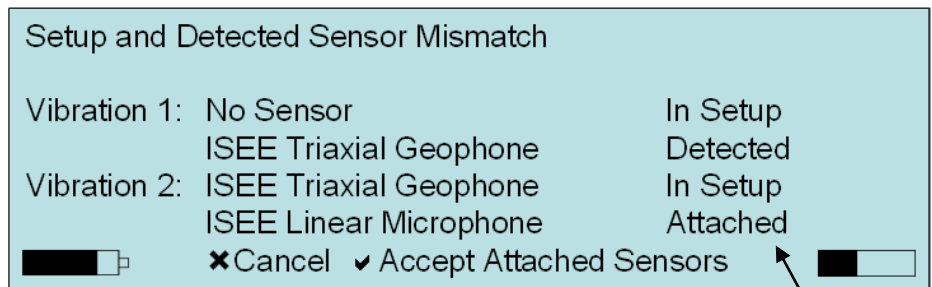 Setup and Detected Sensor Mismatch
Vibration 1: No Sensor In Setup
ISEE Triaxial Geophone Detected
Vibration 2: ISEE Triaxial Geophone In Setup
ISEE Linear Microphone Attached
✖Cancel ✔Accept Attached Sensors